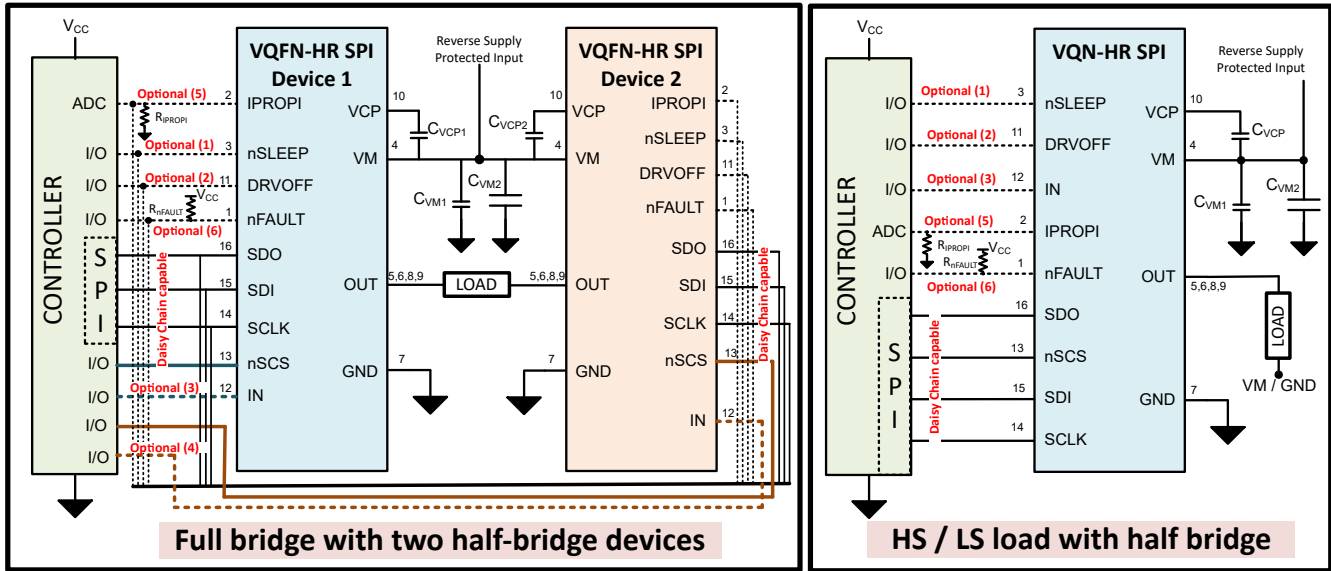 VCC
CONTROLLER
ADC
I/O
I/O
I/O
SPI
I/O
I/O
I/O
I/O
Optional (5)
RIPROPI
Optional (1)
Optional (2)
VCC
RnFAULT
Optional (6)
Daisy Chain capable
Optional (3)
Optional (4)
VQFN-HR SPI
Device 1
2 IPROPI
3 nSLEEP
11 DRVOFF
1 nFAULT
16 SDO
15 SDI
14 SCLK
13 nSCS
12 IN
VCP 10
VM 4
OUT 5,6,8,9
GND 7
Reverse Supply
Protected Input
CVCP1
CVCP2
CVM1
CVM2
LOAD
VQFN-HR SPI
Device 2
10 VCP
4 VM
5,6,8,9 OUT
7 GND
IPROPI 2
nSLEEP 3
DRVOFF 11
nFAULT 1
SDO 16
SDI 15
SCLK 14
nSCS 13
IN 12
Daisy Chain capable
Full bridge with two half-bridge devices
VCC
CONTROLLER
I/O
I/O
I/O
ADC
I/O
SPI
Optional (1)
Optional (2)
Optional (3)
Optional (5)
RIPROPI
VCC
RnFAULT
Optional (6)
Daisy Chain capable
VQN-HR SPI
3 nSLEEP
11 DRVOFF
12 IN
2 IPROPI
1 nFAULT
16 SDO
13 nSCS
15 SDI
14 SCLK
VCP 10
VM 4
OUT 5,6,8,9
GND 7
Reverse Supply
Protected Input
CVCP
CVM1
CVM2
LOAD
VM / GND
HS / LS load with half bridge